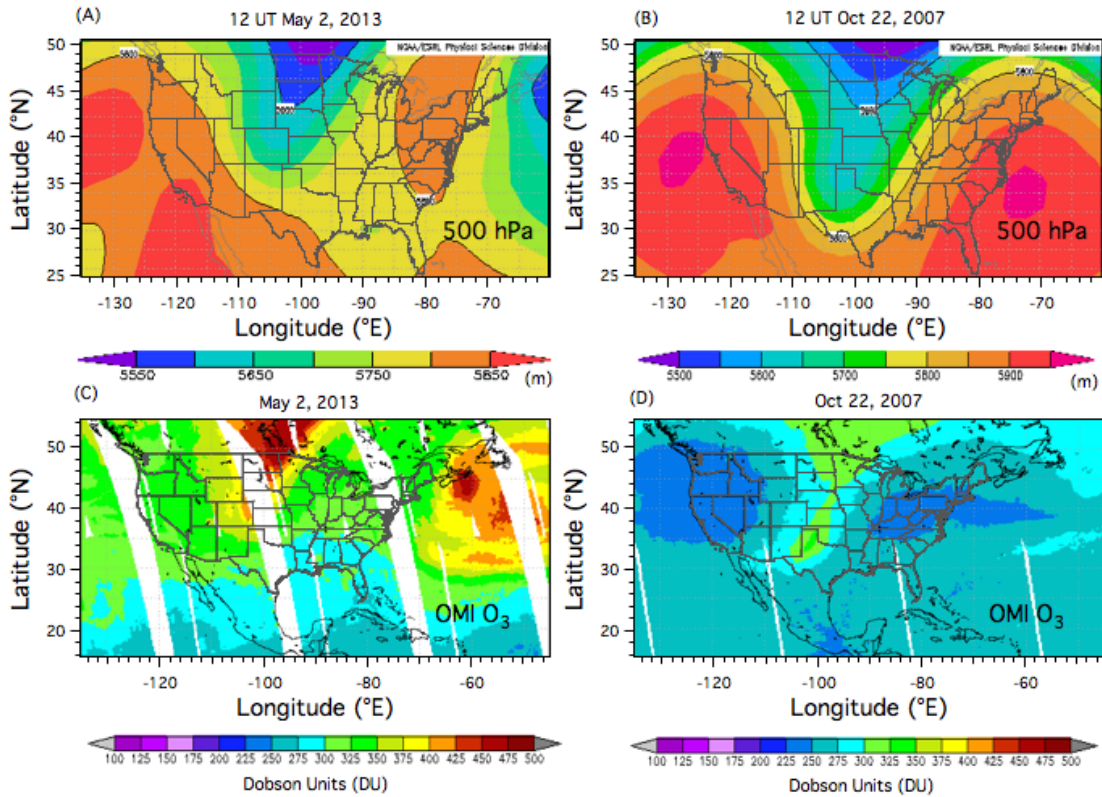 (A)
12 UT May 2, 2013
NOAA/ESRL Physical Sciences Division
50
45
40
35
30
25
Latitude (°N)
5800
5600
5800
500 hPa
-130 -120 -110 -100 -90 -80 -70
Longitude (°E)
5550 5650 5750 5850
(m)
(B)
12 UT Oct 22, 2007
NOAA/ESRL Physical Sciences Division
50
45
40
35
30
25
Latitude (°N)
5800
5800
5800
500 hPa
-130 -120 -110 -100 -90 -80 -70
Longitude (°E)
5500 5600 5700 5800 5900
(m)
(C)
May 2, 2013
50
40
30
20
Latitude (°N)
OMI O₃
-120 -100 -80 -60
Longitude (°E)
100 125 150 175 200 225 250 275 300 325 350 375 400 425 450 475 500
Dobson Units (DU)
(D)
Oct 22, 2007
50
40
30
20
Latitude (°N)
OMI O₃
-120 -100 -80 -60
Longitude (°E)
100 125 150 175 200 225 250 275 300 325 350 375 400 425 450 475 500
Dobson Units (DU)